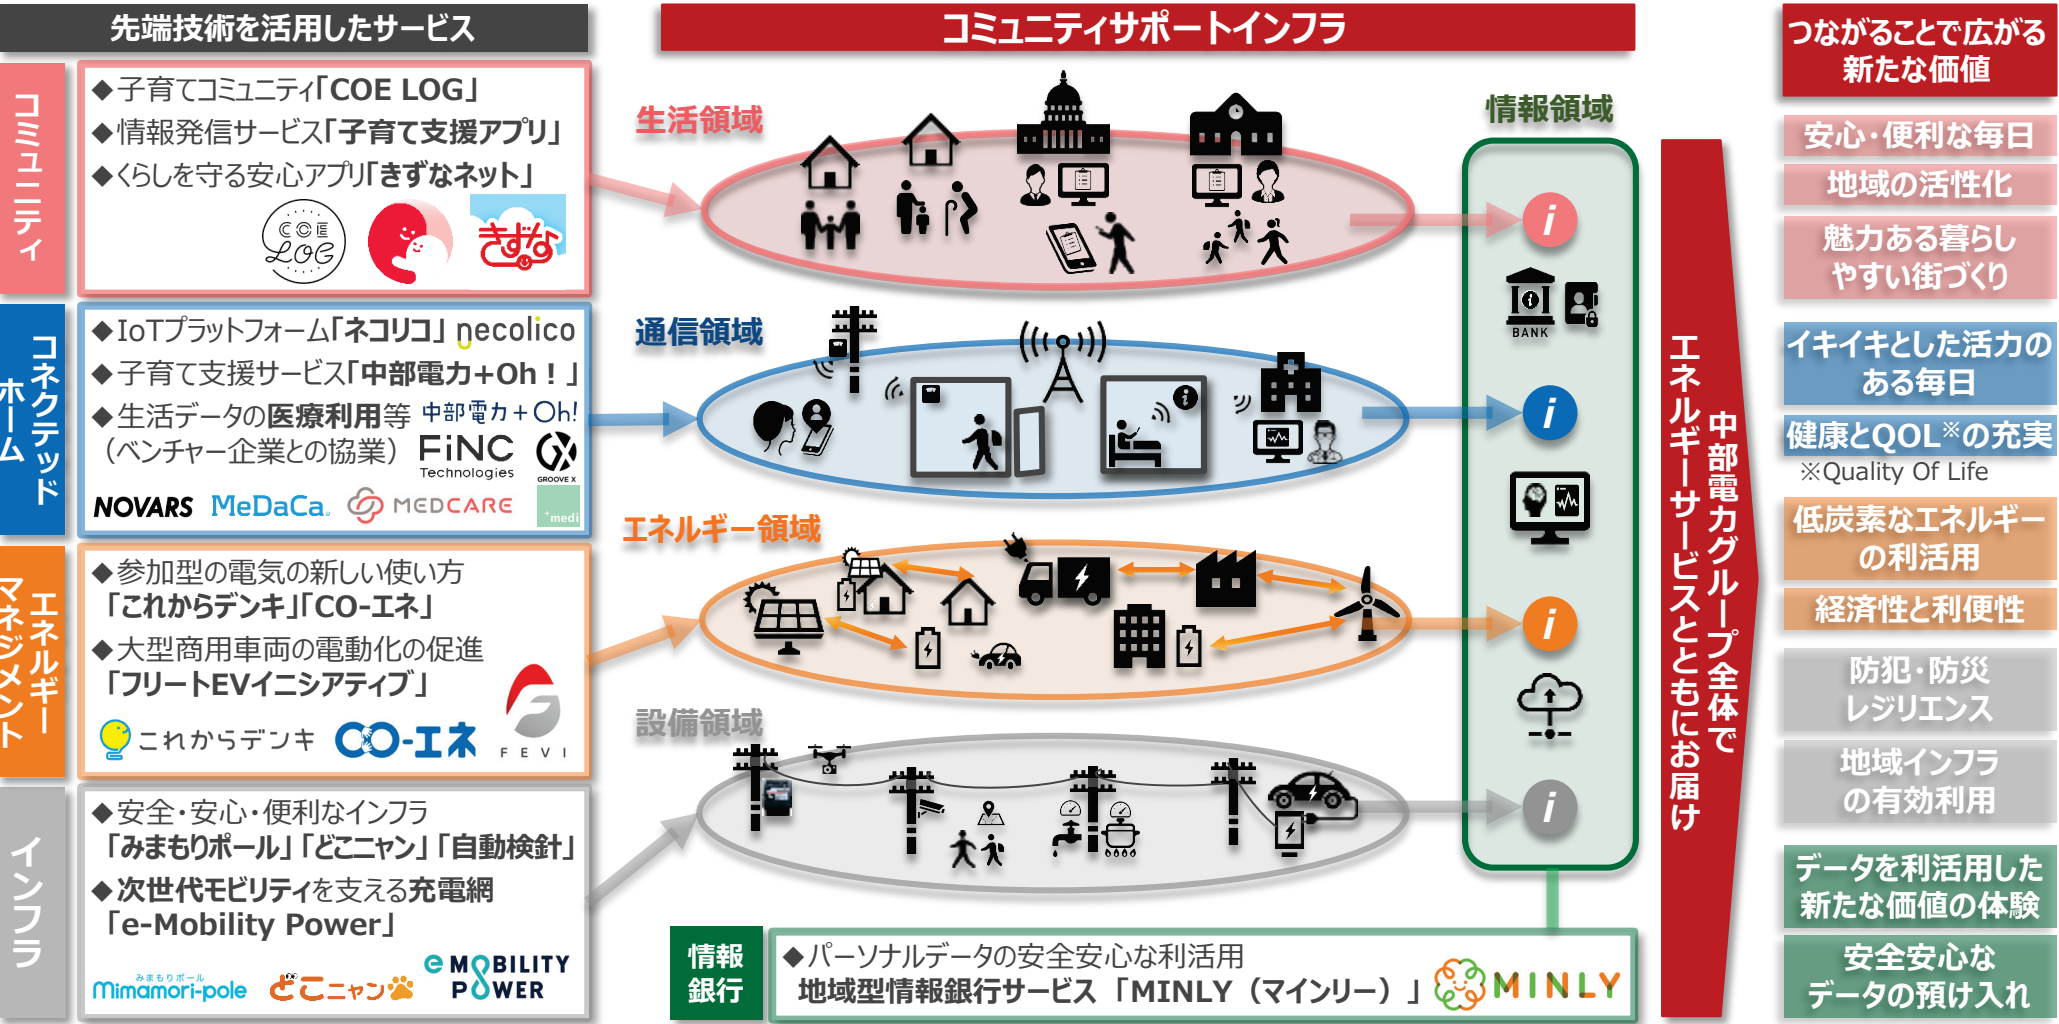 先端技術を活用したサービス
コミュニティ
◆子育てコミュニティ「COE LOG」
◆情報発信サービス「子育て支援アプリ」
◆くらしを守る安心アプリ「きずなネット」
COE
LOG
きずな
コネクテッド
ホーム
◆IoTプラットフォーム「ネコリコ」 necolico
◆子育て支援サービス「中部電力+Oh！」
◆生活データの医療利用等 中部電力+Oh!
（ベンチャー企業との協業） FiNC
Technologies
GROOVE X
NOVARS MeDaCa. MEDCARE +medi
エネルギー
マネジメント
◆参加型の電気の新しい使い方
「これからデンキ」「CO-エネ」
◆大型商用車両の電動化の促進
「フリートEVイニシアティブ」
これからデンキ CO-エネ FEVI
インフラ
◆安全・安心・便利なインフラ
「みまもりポール」「どこニャン」「自動検針」
◆次世代モビリティを支える充電網
「e-Mobility Power」
みまもりポール
mimamori-pole どこニャン e MOBILITY
POWER
コミュニティサポートインフラ
生活領域
通信領域
エネルギー領域
設備領域
情報領域
i
i
BANK
i
i
i
i
i
情報
銀行
◆パーソナルデータの安全安心な利活用
地域型情報銀行サービス 「MINLY（マインリー）」 MINLY
中部電力グループ全体で
エネルギーサービスとともにお届け
つながることで広がる
新たな価値
安心・便利な毎日
地域の活性化
魅力ある暮らし
やすい街づくり
イキイキとした活力の
ある毎日
健康とQOL※の充実
※Quality Of Life
低炭素なエネルギー
の利活用
経済性と利便性
防犯・防災
レジリエンス
地域インフラ
の有効利用
データを利活用した
新たな価値の体験
安全安心な
データの預け入れ